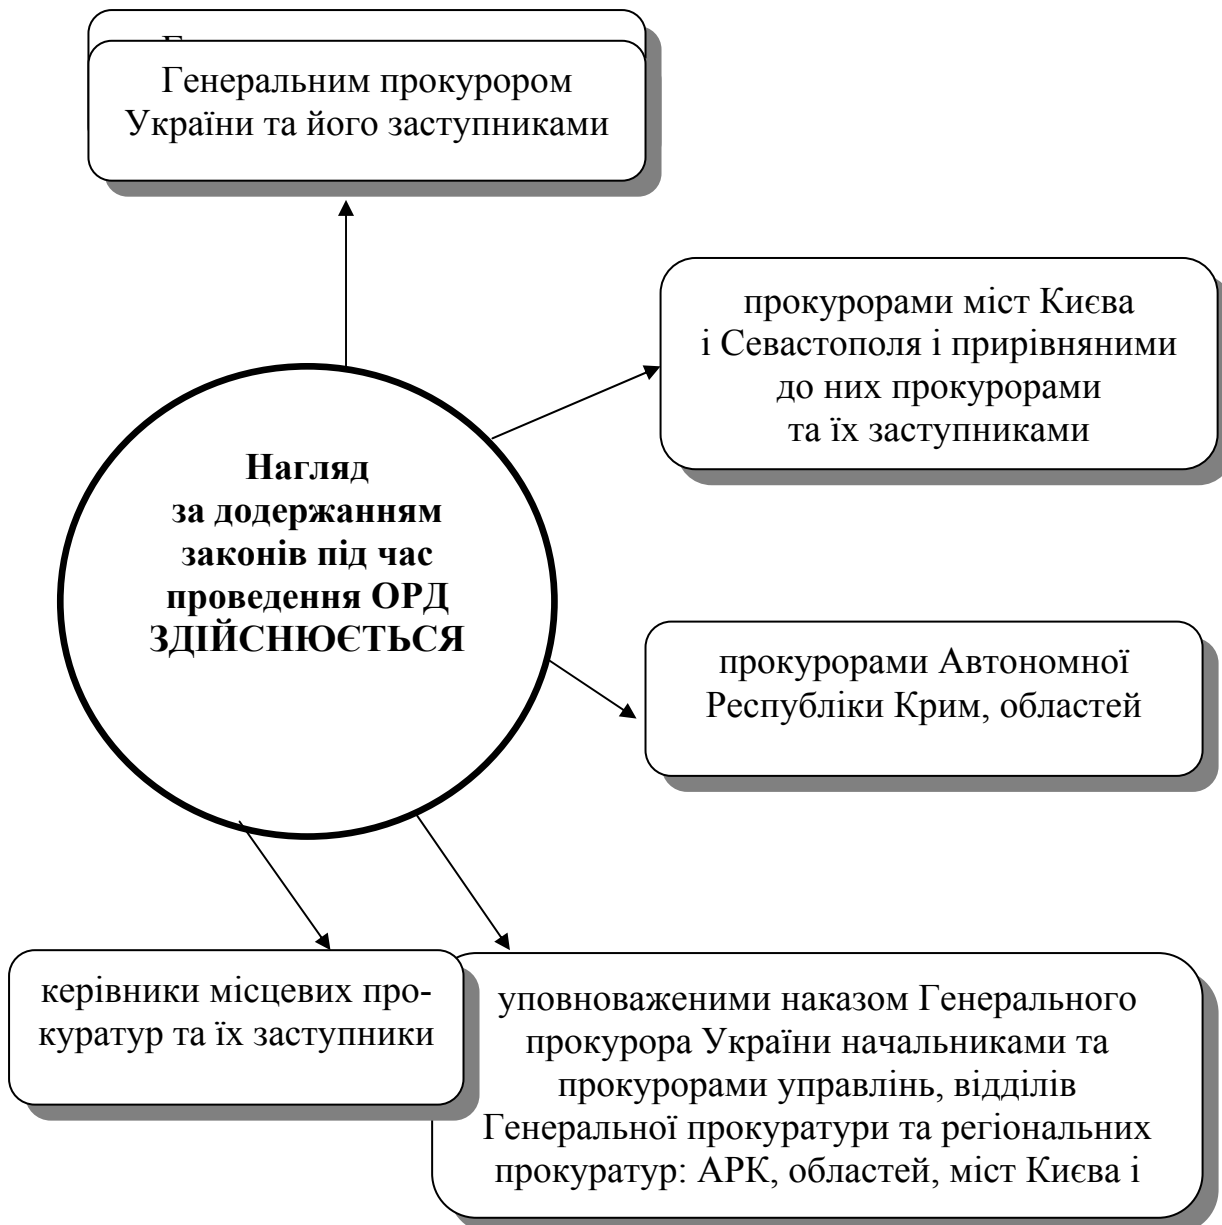 Генеральним прокурором
України та його заступниками
прокурорами міст Києва
і Севастополя і прирівняними
до них прокурорами
та їх заступниками
Нагляд
за додержанням
законів під час
проведення ОРД
ЗДІЙСНЮЄТЬСЯ
прокурорами Автономної
Республіки Крим, областей
керівники місцевих про-
куратур та їх заступники
уповноваженими наказом Генерального
прокурора України начальниками та
прокурорами управлінь, відділів
Генеральної прокуратури та регіональних
прокуратур: АРК, областей, міст Києва і